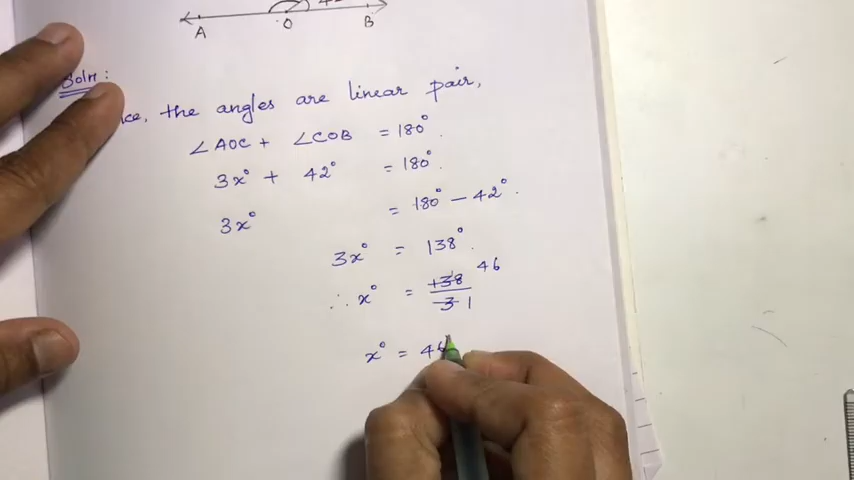 A O B
Soln:
the angles are linear pair,
∠AOC + ∠COB = 180°.
3x° + 42° = 180°.
3x° = 180° – 42°.
3x° = 138°.
∴ x° = 138/3 46 1
x° = 46